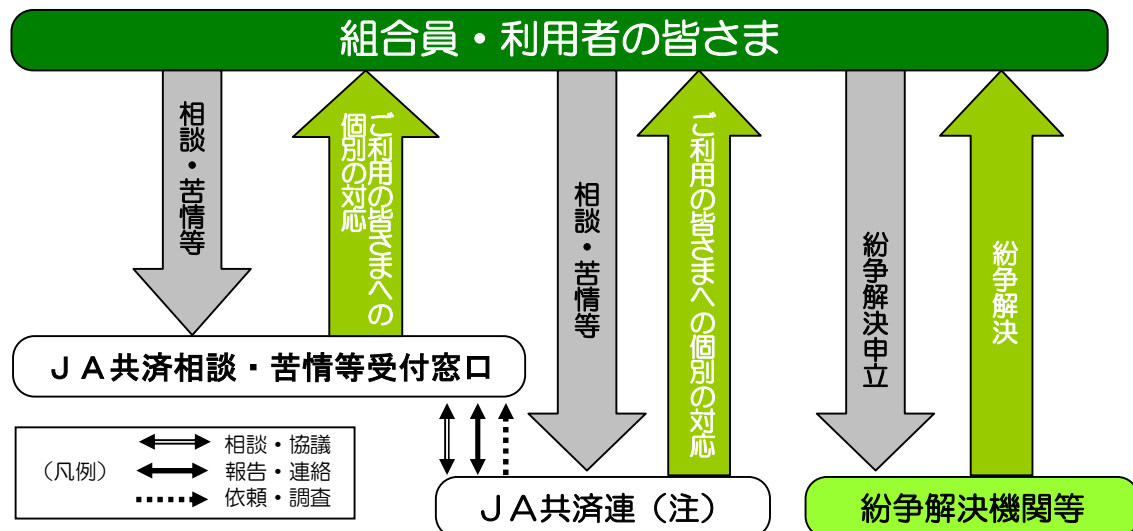 組合員・利用者の皆さま
相談・苦情等
ご利用の皆さまへの
個別の対応
相談・苦情等
ご利用の皆さまへの個別の対応
紛争解決申立
紛争解決
ＪＡ共済相談・苦情等受付窓口
（凡例）
相談・協議
報告・連絡
依頼・調査
ＪＡ共済連（注）
紛争解決機関等